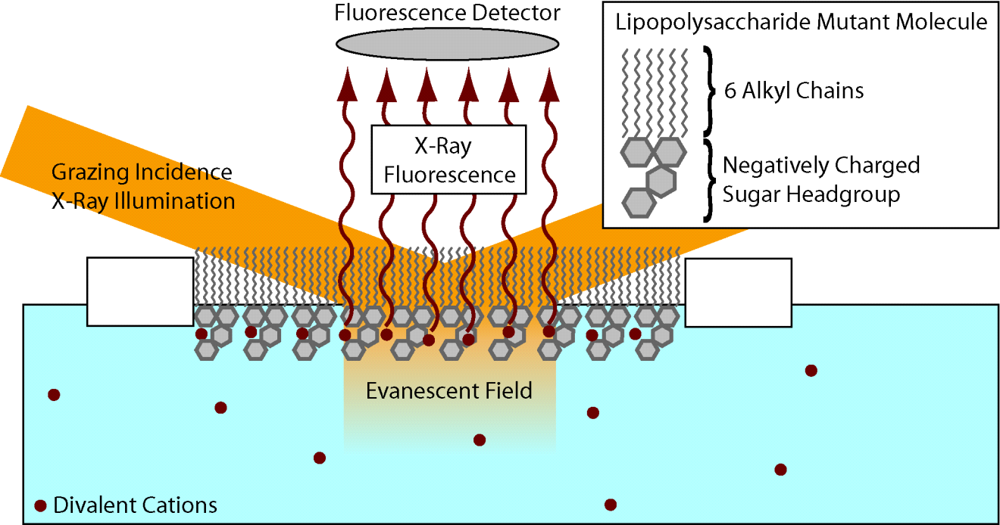 Fluorescence Detector
Lipopolysaccharide Mutant Molecule
6 Alkyl Chains
X-Ray
Fluorescence
Negatively Charged
Sugar Headgroup
Grazing Incidence
X-Ray Illumination
Evanescent Field
Divalent Cations